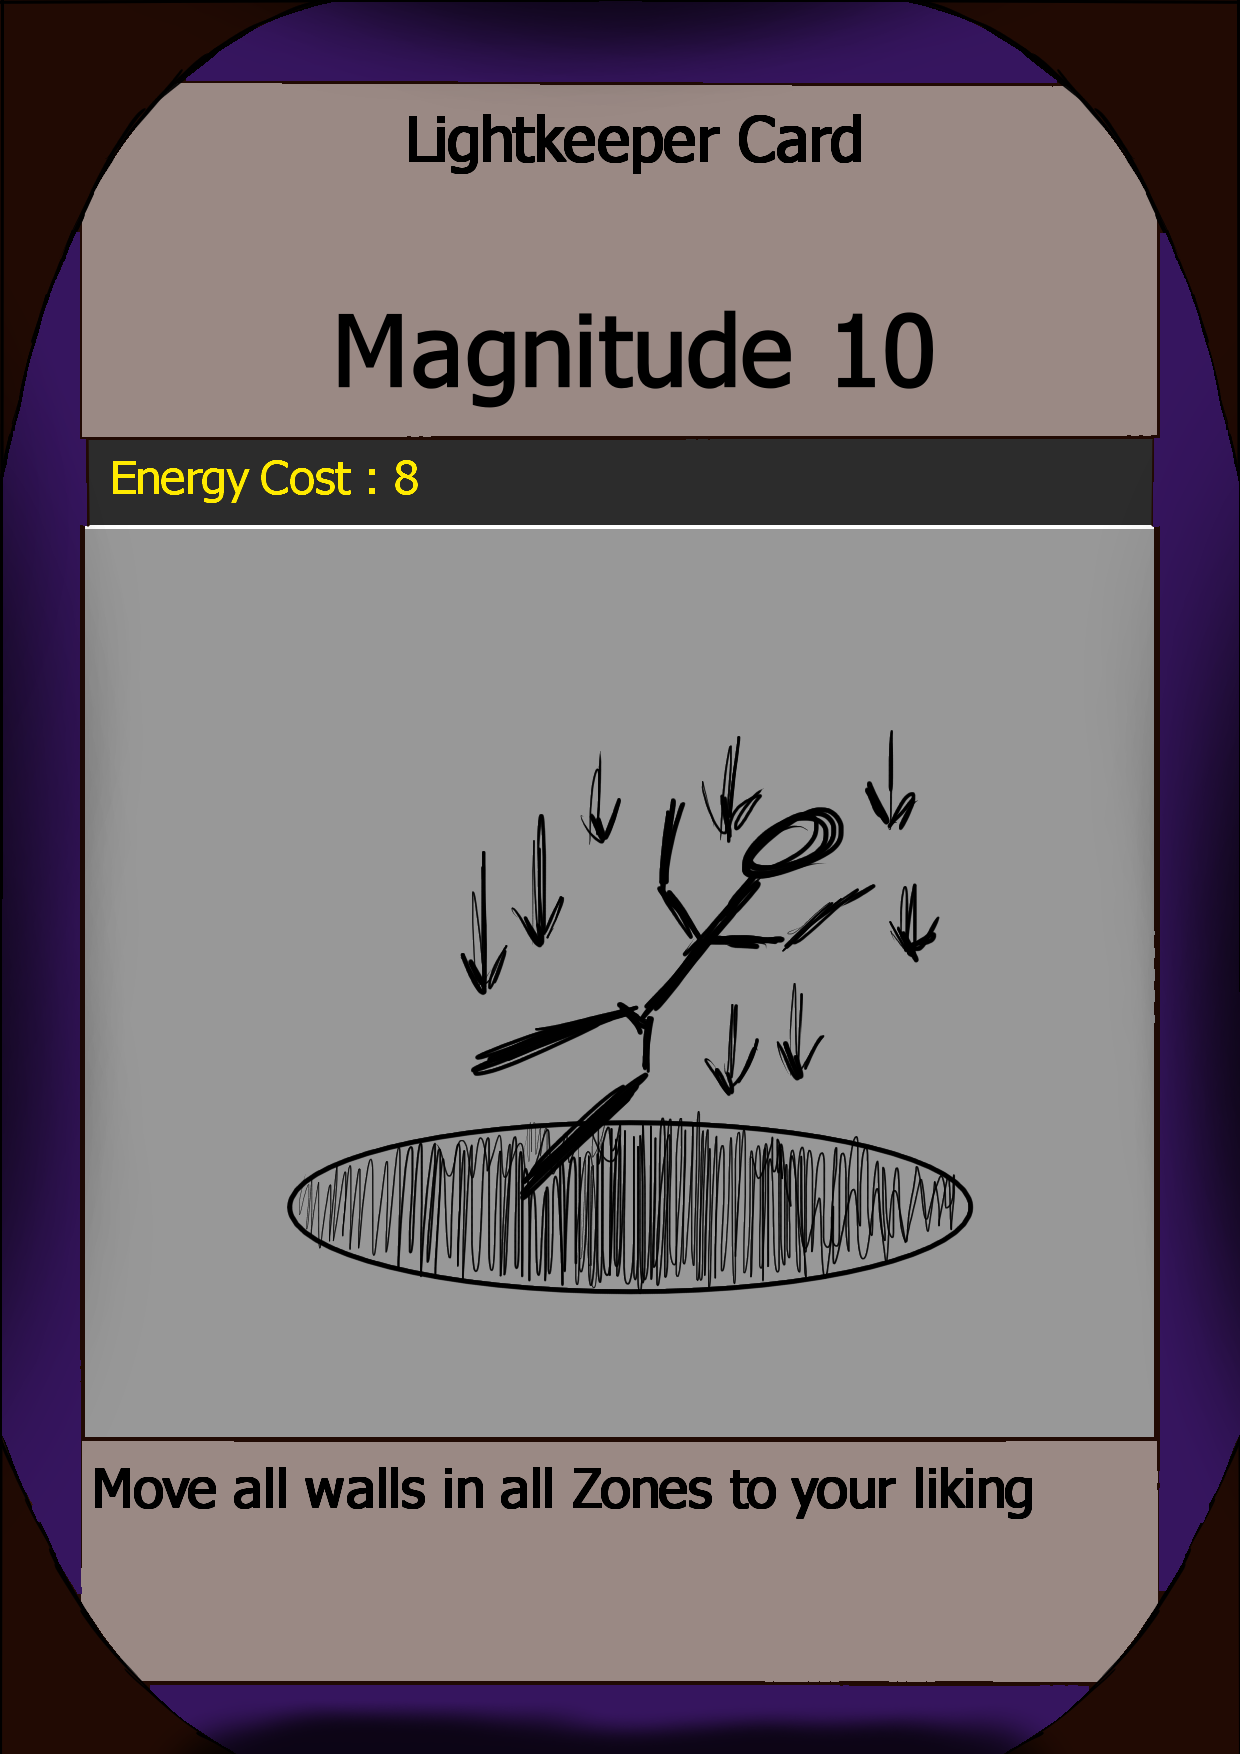 Lightkeeper Card
Magnitude 10
Energy Cost : 8
Move all walls in all Zones to your liking